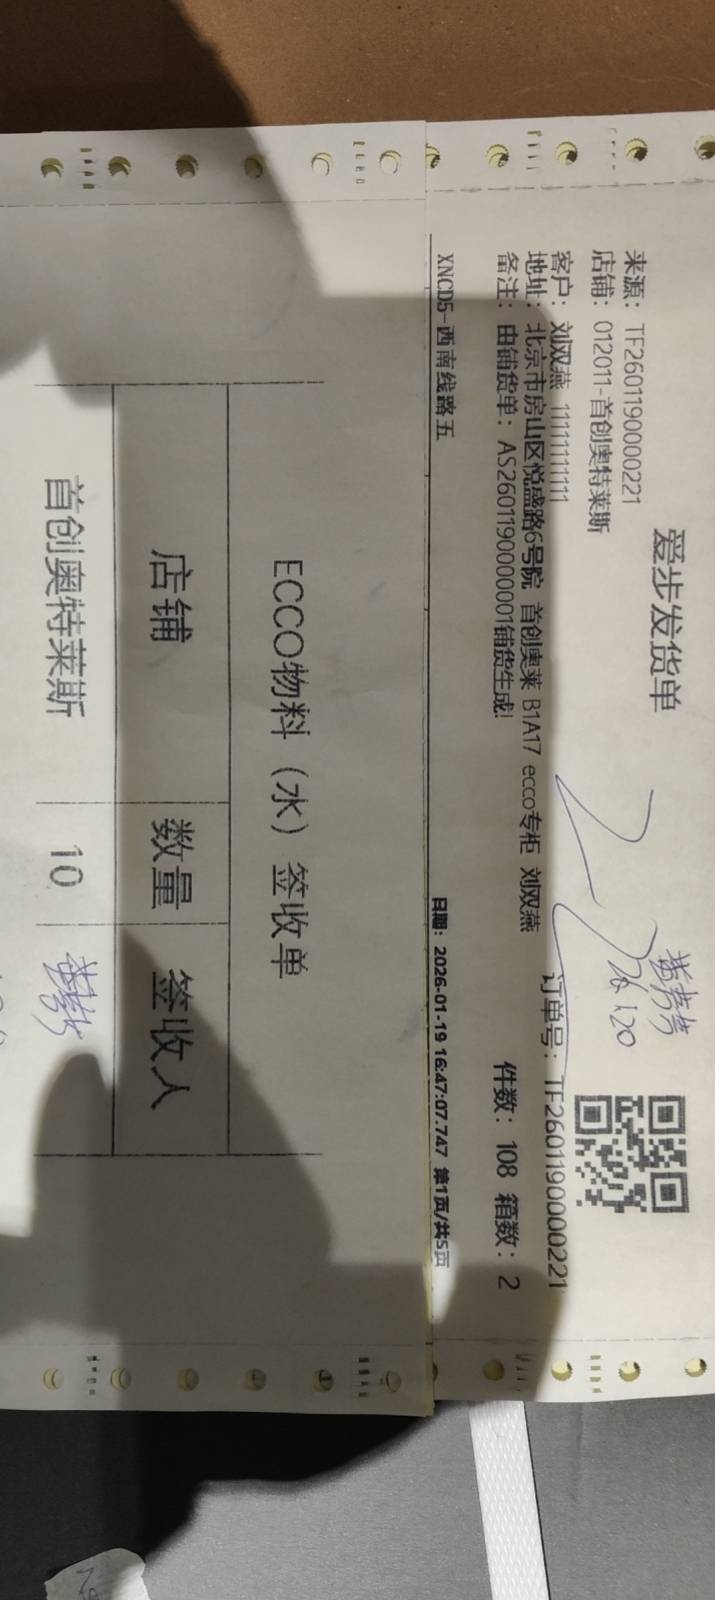 爱步发货单
来源：TF2601190000221
店铺：012011-首创奥特莱斯
订单号：TF2601190000221
客户：刘双燕 11111111111
地址：北京市房山区悦盛路6号院 首创奥莱 B1A17 ecco专柜 刘双燕
备注：由铺货单：AS2601190000001铺货生成!
件数：108 箱数：2
XNCD5-西南线路五
日期：2026-01-19 16:47:07.747 第1页/共5页
ECCO物料（水）签收单
店铺 数量 签收人
首创奥特莱斯 10